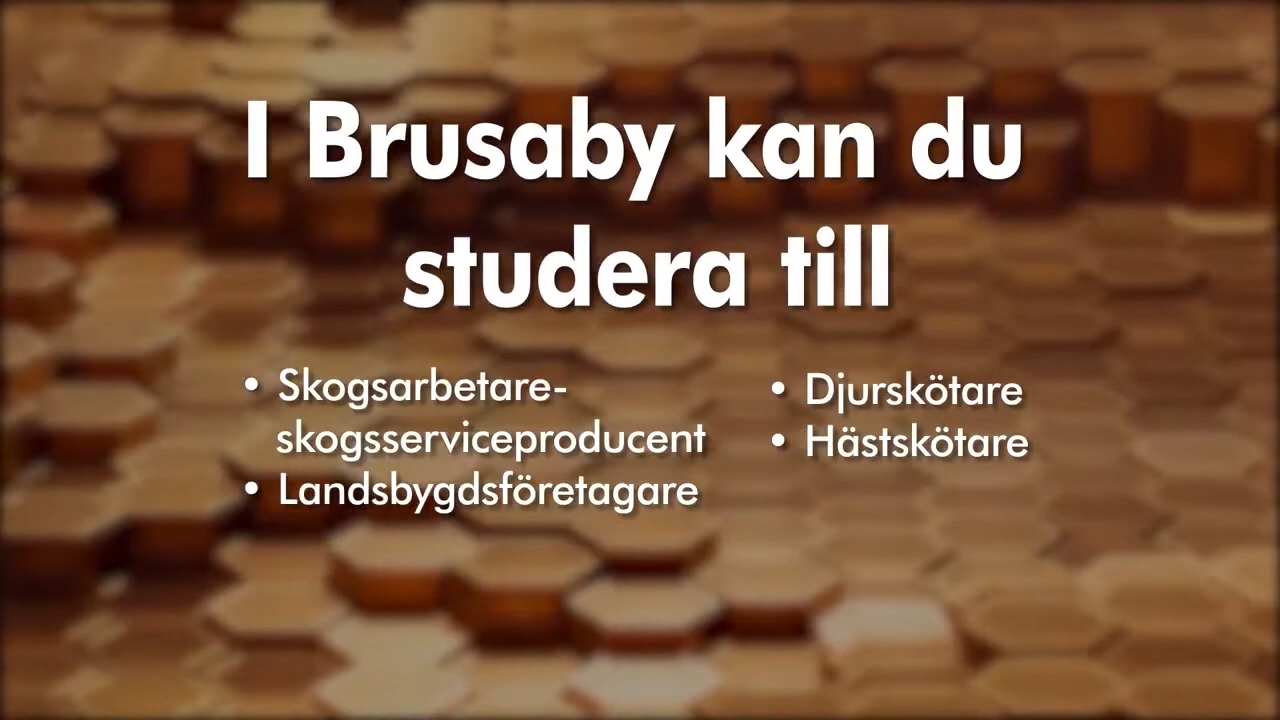 I Brusaby kan du
studera till
• Skogsarbetare-
skogsserviceproducent
• Landsbygdsföretagare
• Djurskötare
• Hästskötare